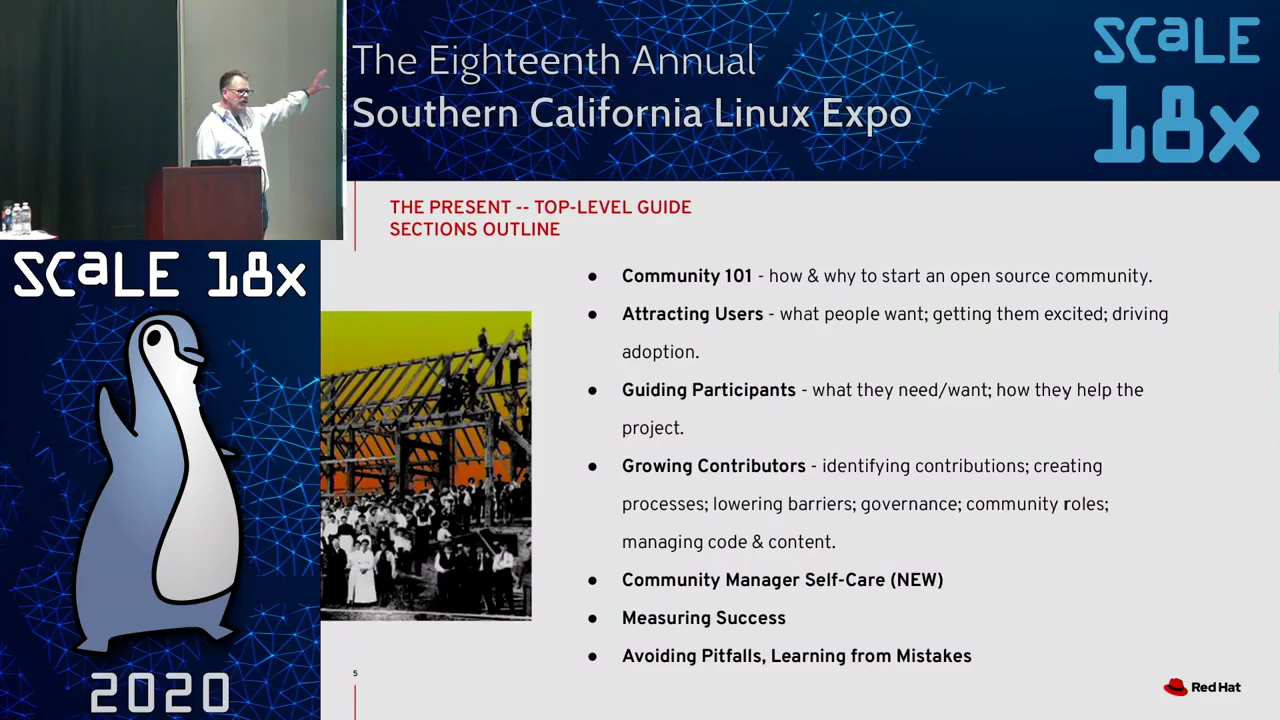 The Eighteenth Annual
Southern California Linux Expo
SCaLE
18x
THE PRESENT -- TOP-LEVEL GUIDE
SECTIONS OUTLINE
SCaLE 18x
● Community 101 - how & why to start an open source community.
● Attracting Users - what people want; getting them excited; driving
adoption.
● Guiding Participants - what they need/want; how they help the
project.
● Growing Contributors - identifying contributions; creating
processes; lowering barriers; governance; community roles;
managing code & content.
● Community Manager Self-Care (NEW)
● Measuring Success
● Avoiding Pitfalls, Learning from Mistakes
5
Red Hat
2020